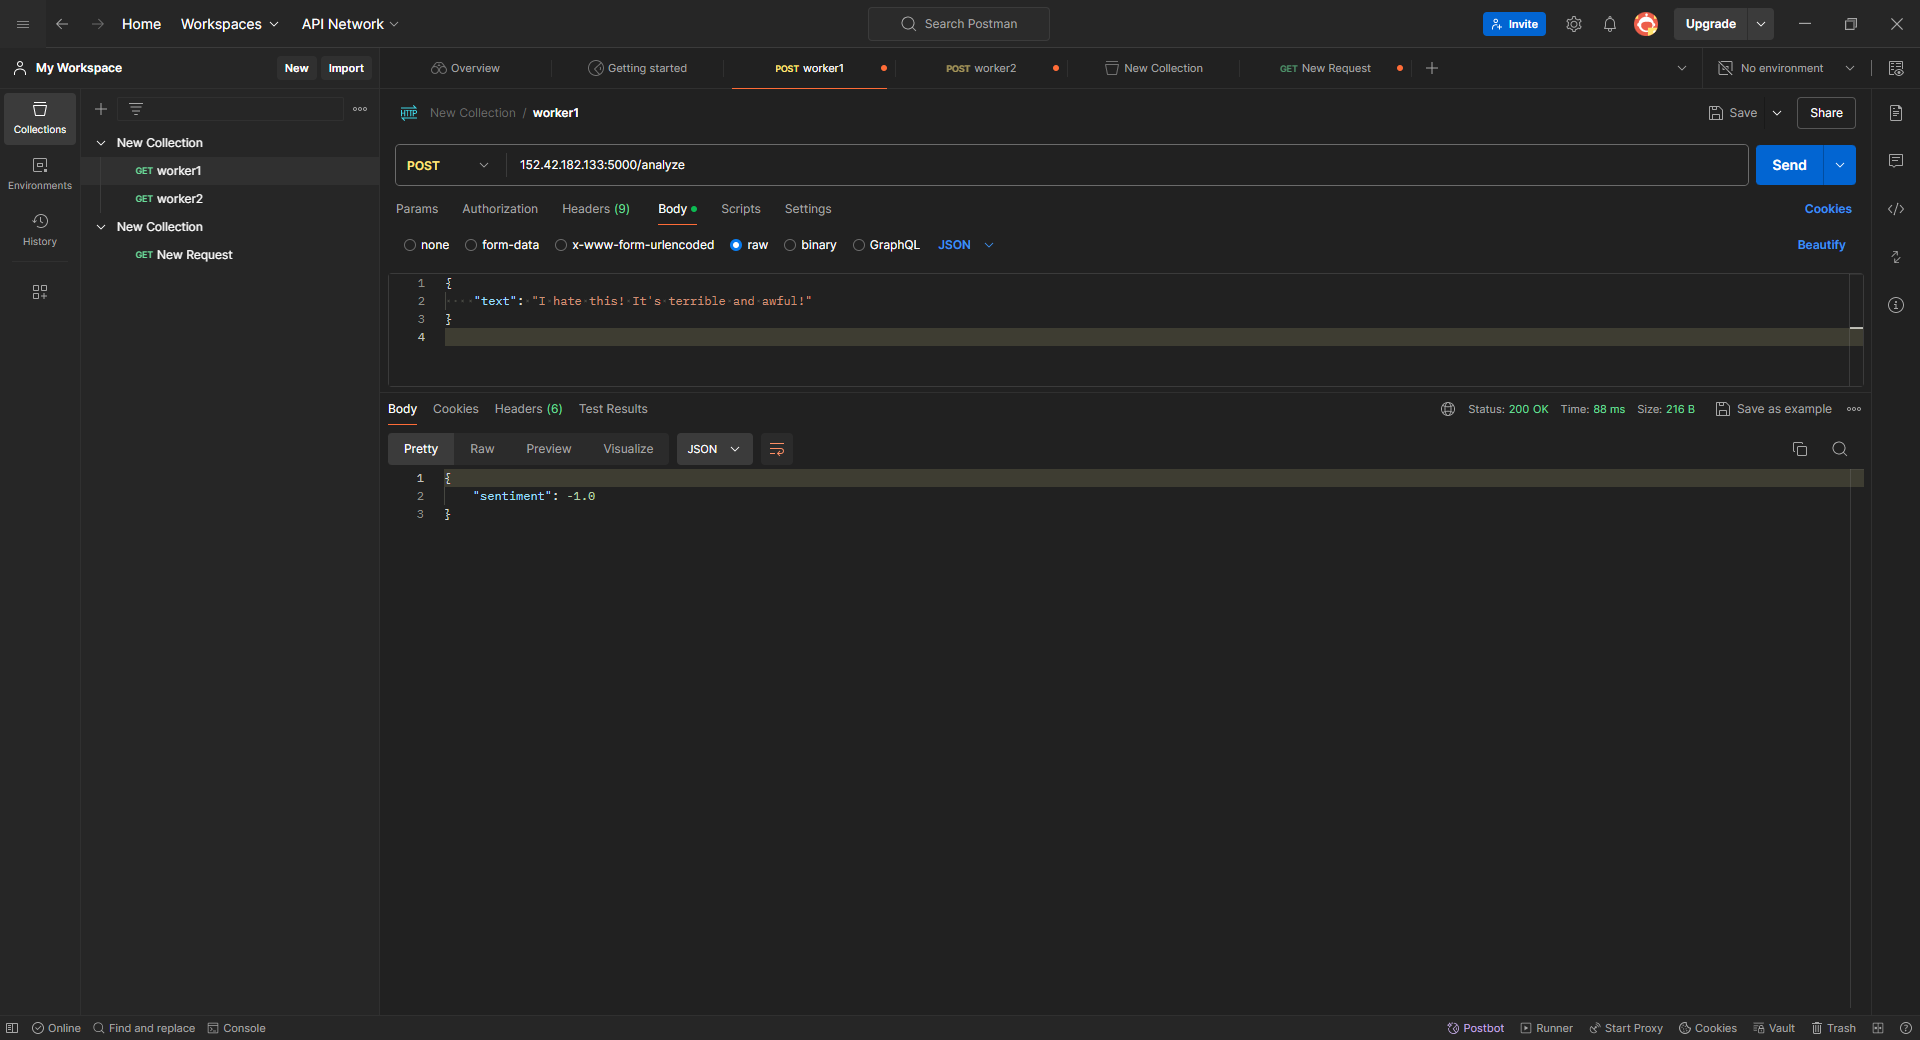 Home Workspaces API Network Search Postman Invite Upgrade
My Workspace New Import Overview Getting started POST worker1 POST worker2 New Collection GET New Request No environment
Collections
Environments
History
New Collection
GET worker1
GET worker2
New Collection
GET New Request
HTTP New Collection / worker1 Save Share
POST 152.42.182.133:5000/analyze Send
Params Authorization Headers (9) Body Scripts Settings Cookies
none form-data x-www-form-urlencoded raw binary GraphQL JSON Beautify
1 {
2 "text": "I hate this! It's terrible and awful!"
3 }
4
Body Cookies Headers (6) Test Results Status: 200 OK Time: 88 ms Size: 216 B Save as example
Pretty Raw Preview Visualize JSON
1 {
2 "sentiment": -1.0
3 }
Online Find and replace Console Postbot Runner Start Proxy Cookies Vault Trash